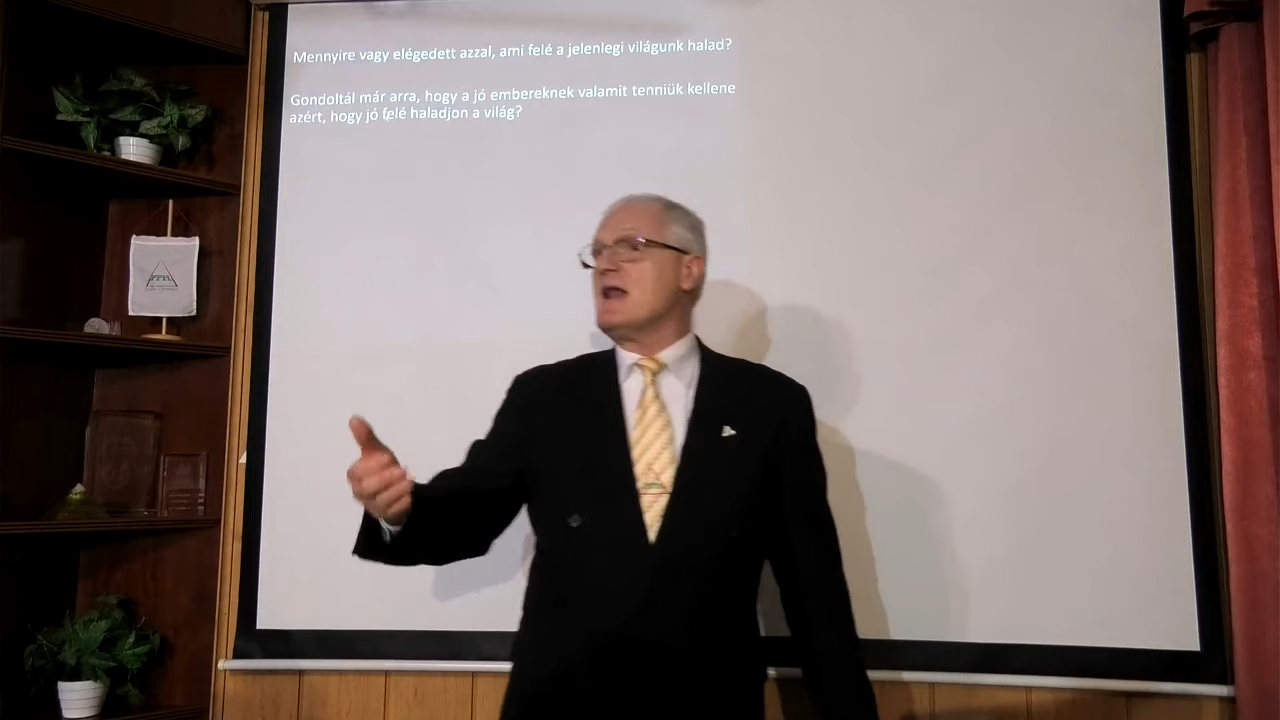 Mennyire vagy elégedett azzal, ami felé a jelenlegi világunk halad?
Gondoltál már arra, hogy a jó embereknek valamit tenniük kellene
azért, hogy jó felé haladjon a világ?